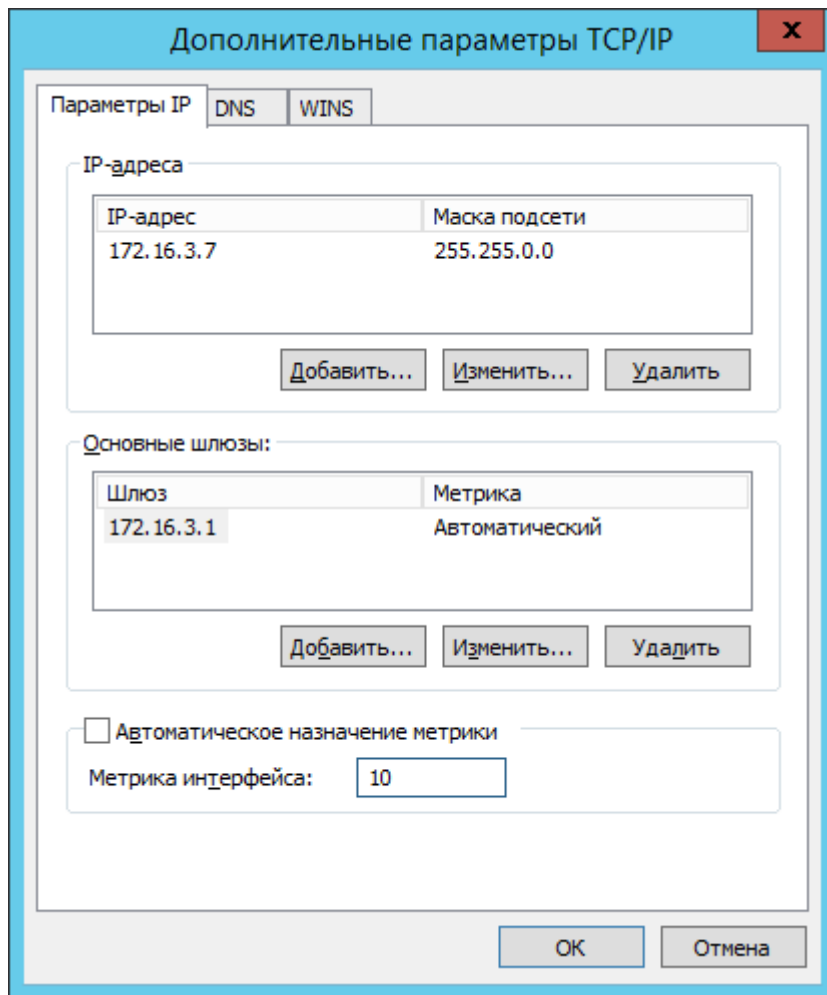 Дополнительные параметры TCP/IP
x
Параметры IP DNS WINS
IP-адреса
IP-адрес Маска подсети
172.16.3.7 255.255.0.0
Добавить... Изменить... Удалить
Основные шлюзы:
Шлюз Метрика
172.16.3.1 Автоматический
Добавить... Изменить... Удалить
Автоматическое назначение метрики
Метрика интерфейса: 10
ОК Отмена